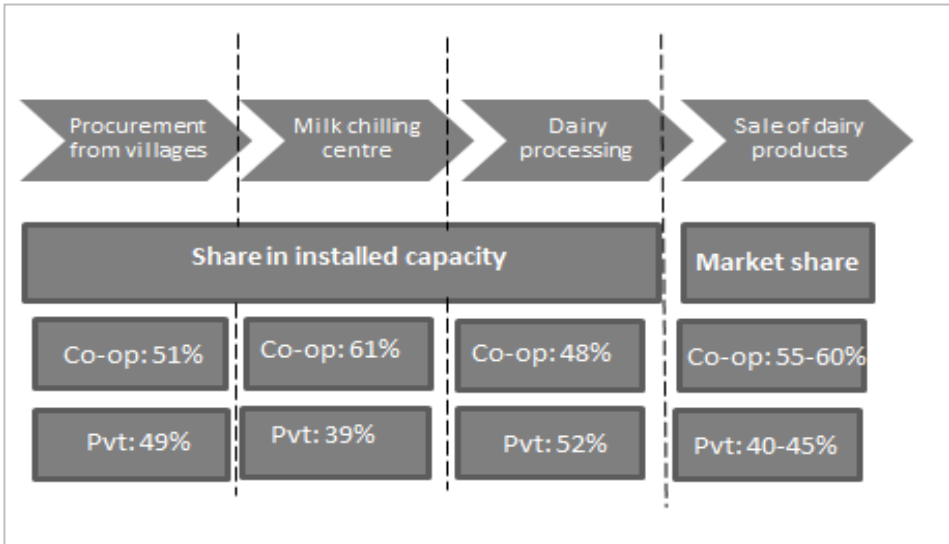 Procurement
from villages
Milk chilling
centre
Dairy
processing
Sale of dairy
products
Share in installed capacity
Market share
Co-op: 51%
Co-op: 61%
Co-op: 48%
Co-op: 55-60%
Pvt: 49%
Pvt: 39%
Pvt: 52%
Pvt: 40-45%